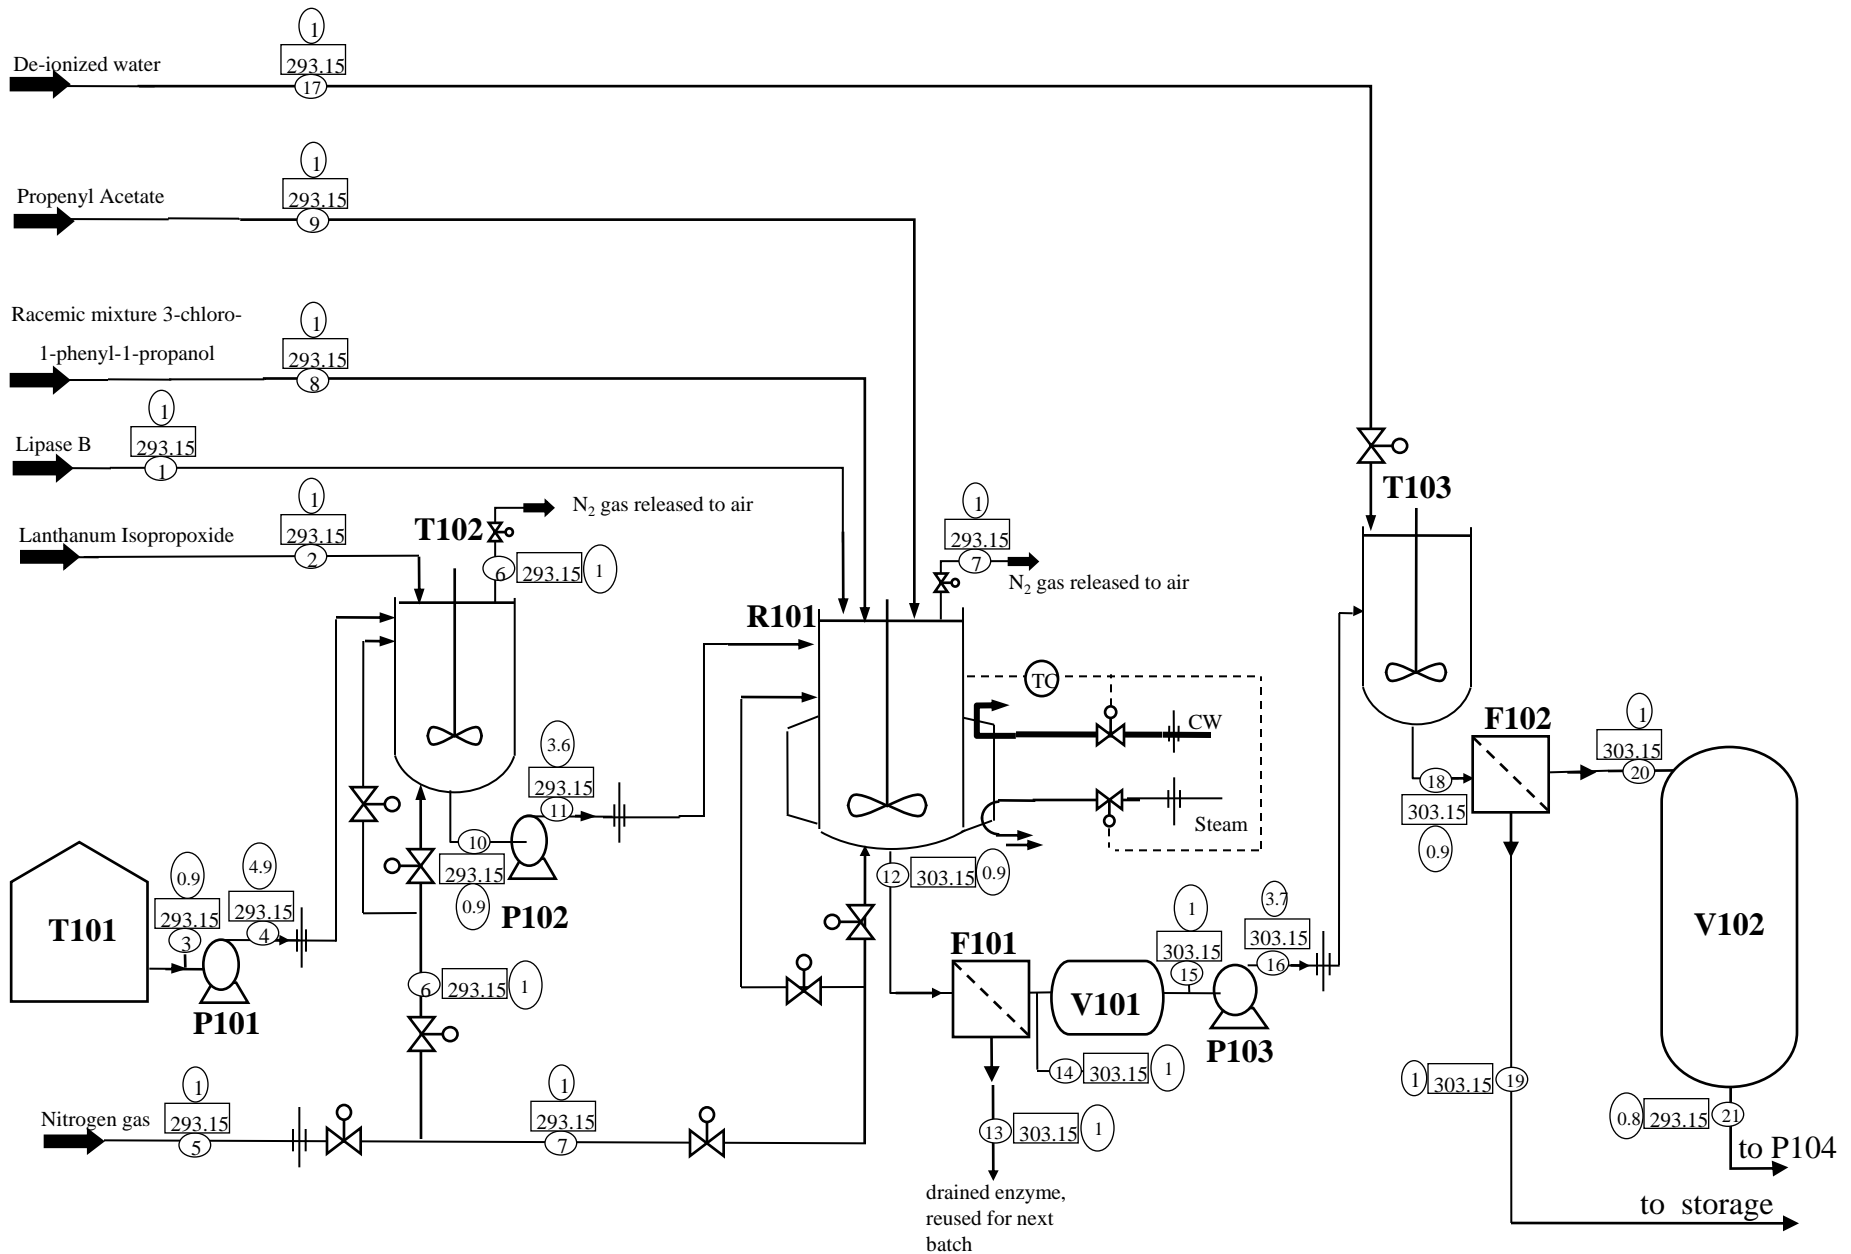 1
293.15
De-ionized water
17
1
293.15
Propenyl Acetate
9
1
293.15
Racemic mixture 3-chloro-
1-phenyl-1-propanol
8
1
293.15
Lipase B
1
1
293.15
Lanthanum Isopropoxide
2
T102
N2 gas released to air
6
293.15
1
1
293.15
7
N2 gas released to air
R101
TC
CW
Steam
T103
3.6
293.15
11
10
293.15
0.9
P102
T101
0.9
293.15
3
4.9
293.15
4
P101
6
293.15
1
12
303.15
0.9
F101
V101
1
303.15
15
3.7
303.15
16
P103
14
303.15
1
13
303.15
1
drained enzyme,
reused for next
batch
Nitrogen gas
1
293.15
5
1
293.15
7
F102
18
303.15
0.9
1
303.15
20
V102
1
303.15
19
0.8
293.15
21
to P104
to storage